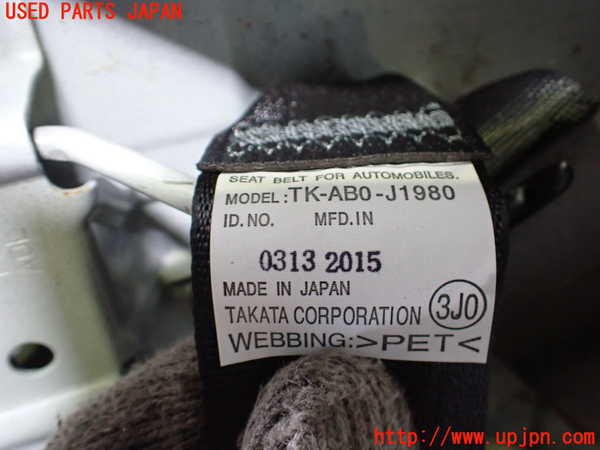 USED PARTS JAPAN
SEAT BELT FOR AUTOMOBILES.
MODEL: TK-AB0-J1980
ID.NO. MFD.IN
0313 2015
MADE IN JAPAN
TAKATA CORPORATION 3J0
WEBBING:>PET<
http://www.upjpn.com/